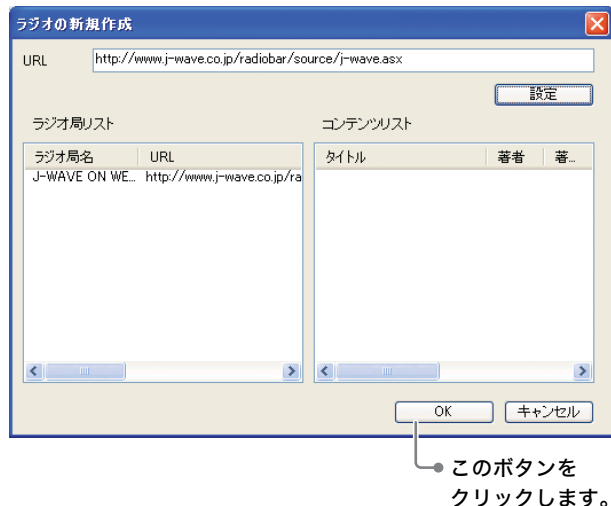 ラジオの新規作成
URL http://www.j-wave.co.jp/radiobar/source/j-wave.asx
設定
ラジオ局リスト コンテンツリスト
ラジオ局名 URL タイトル 著者 著...
J-WAVE ON WE... http://www.j-wave.co.jp/ra
OK キャンセル
このボタンを
クリックします。